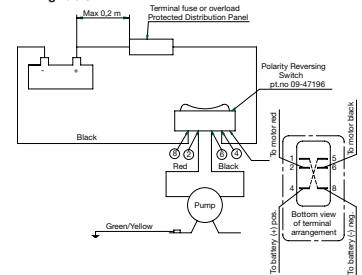 Max 0,2 m
Terminal fuse or overload
Protected Distribution Panel
- +
Polarity Reversing
Switch
pt.no 09-47196
Black
8 2 6 4
Red Black
Pump
Green/Yellow
To motor red
To motor black
1 5
2 6
4 8
Bottom view
of terminal
arrangement
To battery (+) pos.
To battery (-) neg.